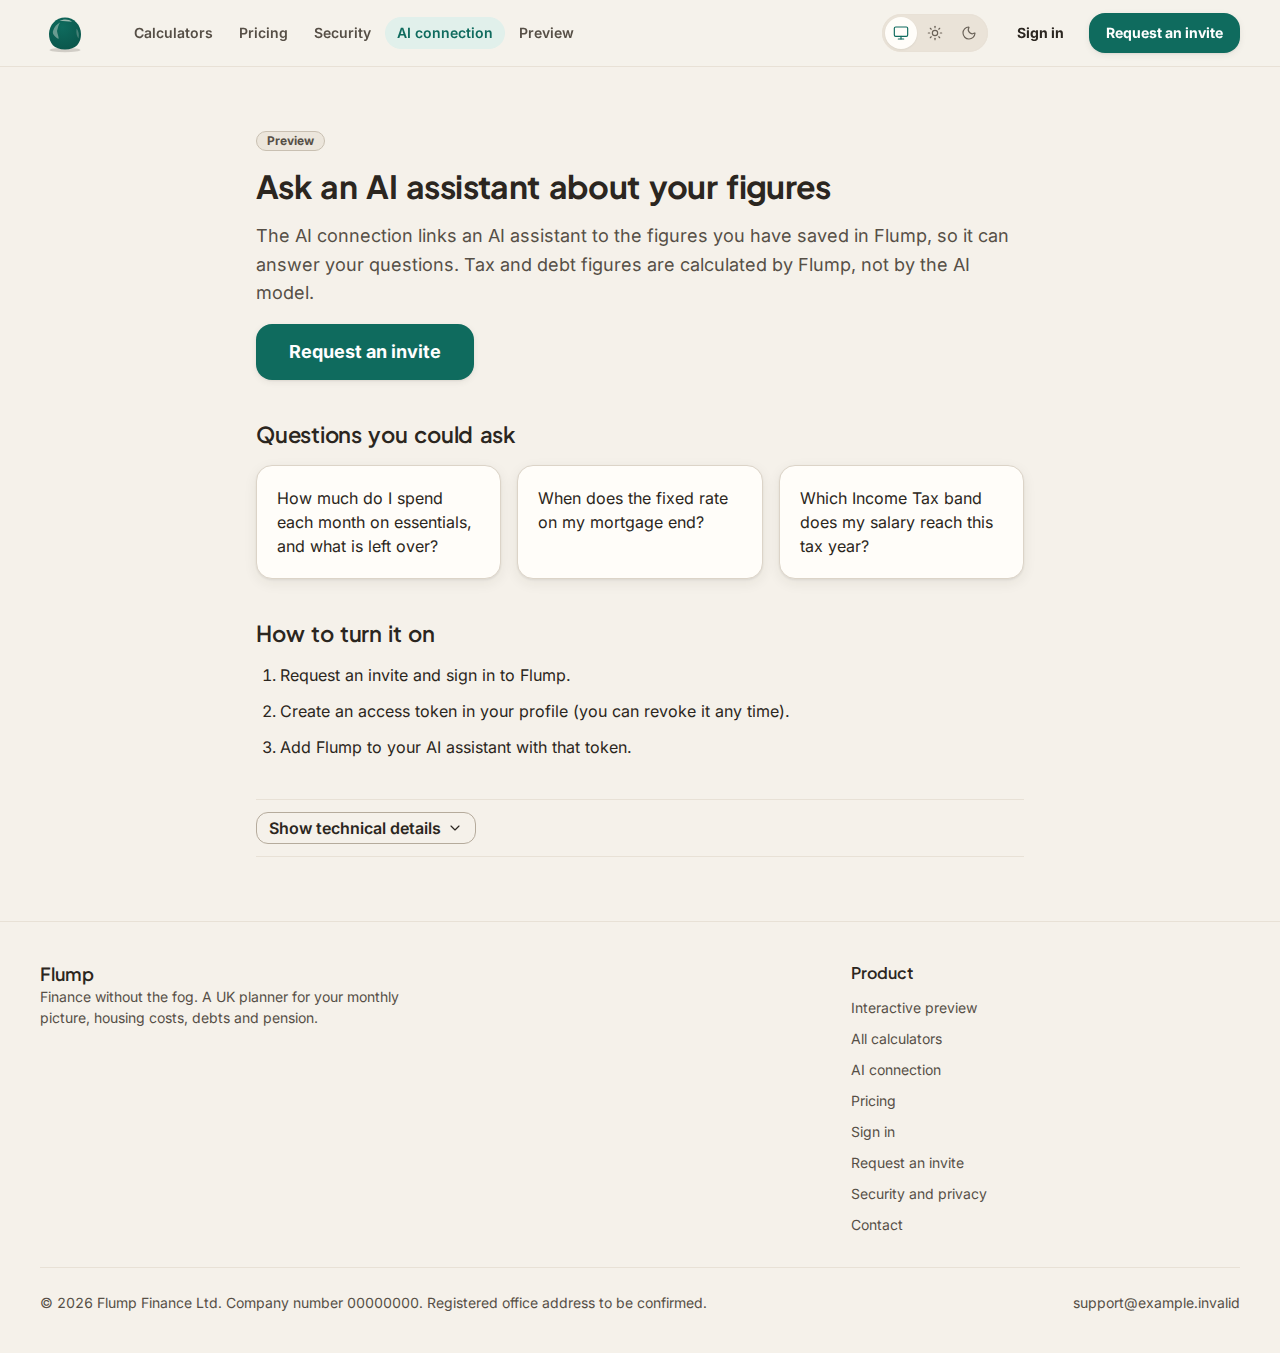 Calculators
Pricing
Security
AI connection
Preview
Sign in
Request an invite
Preview
Ask an AI assistant about your figures
The AI connection links an AI assistant to the figures you have saved in Flump, so it can
answer your questions. Tax and debt figures are calculated by Flump, not by the AI
model.
Request an invite
Questions you could ask
How much do I spend
each month on essentials,
and what is left over?
When does the fixed rate
on my mortgage end?
Which Income Tax band
does my salary reach this
tax year?
How to turn it on
1. Request an invite and sign in to Flump.
2. Create an access token in your profile (you can revoke it any time).
3. Add Flump to your AI assistant with that token.
Show technical details
Flump
Finance without the fog. A UK planner for your monthly
picture, housing costs, debts and pension.
Product
Interactive preview
All calculators
AI connection
Pricing
Sign in
Request an invite
Security and privacy
Contact
© 2026 Flump Finance Ltd. Company number 00000000. Registered office address to be confirmed.
support@example.invalid